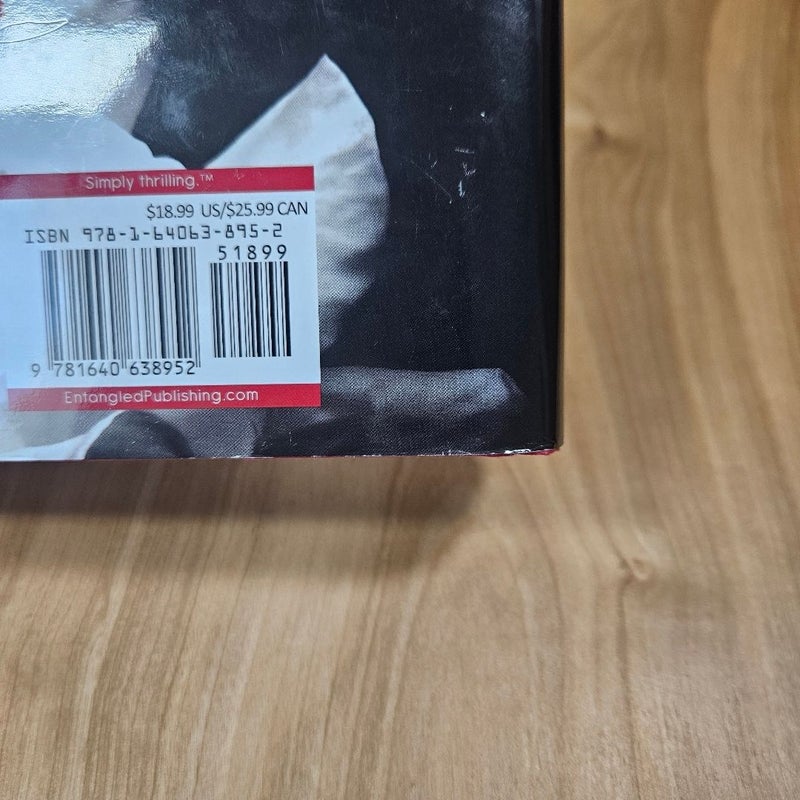 Simply thrilling.™
$18.99 US/$25.99 CAN
ISBN 978-1-64063-895-2
51899
9 781640 638952
EntangledPublishing.com